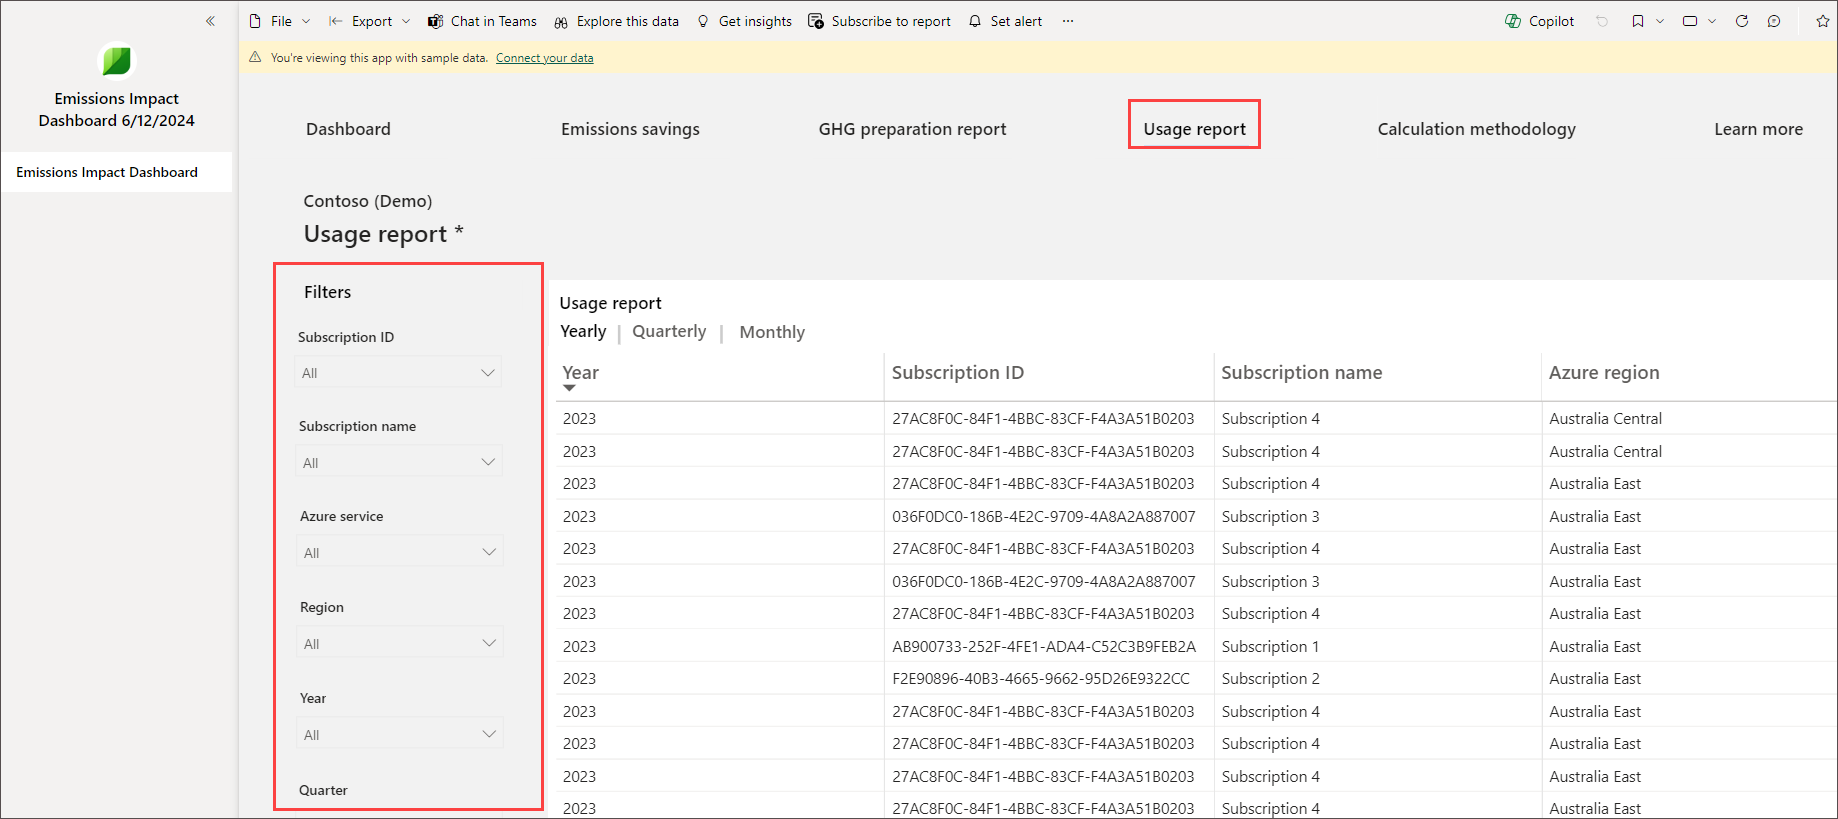 File Export Chat in Teams Explore this data Get insights Subscribe to report Set alert ··· Copilot
You're viewing this app with sample data. Connect your data
Emissions Impact
Dashboard 6/12/2024
Emissions Impact Dashboard
Dashboard Emissions savings GHG preparation report Usage report Calculation methodology Learn more
Contoso (Demo)
Usage report *
Filters
Subscription ID
All
Subscription name
All
Azure service
All
Region
All
Year
All
Quarter
Usage report
Yearly | Quarterly | Monthly
Year Subscription ID Subscription name Azure region
2023 27AC8F0C-84F1-4BBC-83CF-F4A3A51B0203 Subscription 4 Australia Central
2023 27AC8F0C-84F1-4BBC-83CF-F4A3A51B0203 Subscription 4 Australia Central
2023 27AC8F0C-84F1-4BBC-83CF-F4A3A51B0203 Subscription 4 Australia East
2023 036F0DC0-186B-4E2C-9709-4A8A2A887007 Subscription 3 Australia East
2023 27AC8F0C-84F1-4BBC-83CF-F4A3A51B0203 Subscription 4 Australia East
2023 036F0DC0-186B-4E2C-9709-4A8A2A887007 Subscription 3 Australia East
2023 27AC8F0C-84F1-4BBC-83CF-F4A3A51B0203 Subscription 4 Australia East
2023 AB900733-252F-4FE1-ADA4-C52C3B9FEB2A Subscription 1 Australia East
2023 F2E90896-40B3-4665-9662-95D26E9322CC Subscription 2 Australia East
2023 27AC8F0C-84F1-4BBC-83CF-F4A3A51B0203 Subscription 4 Australia East
2023 27AC8F0C-84F1-4BBC-83CF-F4A3A51B0203 Subscription 4 Australia East
2023 27AC8F0C-84F1-4BBC-83CF-F4A3A51B0203 Subscription 4 Australia East
2023 27AC8F0C-84F1-4BBC-83CF-F4A3A51B0203 Subscription 4 Australia East